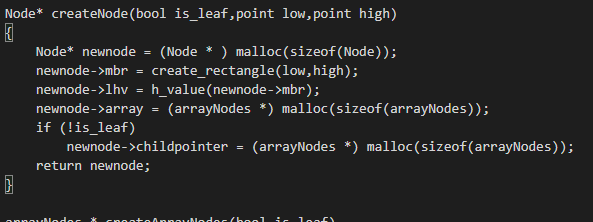 Node* createNode(bool is_leaf,point low,point high)
{
    Node* newnode = (Node * ) malloc(sizeof(Node));
    newnode->mbr = create_rectangle(low,high);
    newnode->lhv = h_value(newnode->mbr);
    newnode->array = (arrayNodes *) malloc(sizeof(arrayNodes));
    if (!is_leaf)
        newnode->childpointer = (arrayNodes *) malloc(sizeof(arrayNodes));
    return newnode;
}
arrayNodes * createArrayNodes(bool is_leaf)